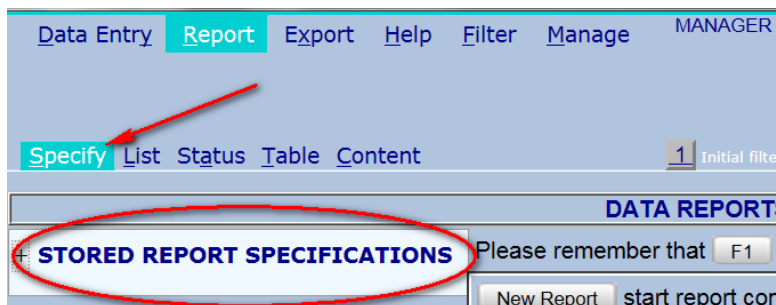 Data Entry Report Export Help Filter Manage MANAGER
Specify List Status Table Content 1 Initial filte
DATA REPORTS
+ STORED REPORT SPECIFICATIONS Please remember that F1
New Report start report con